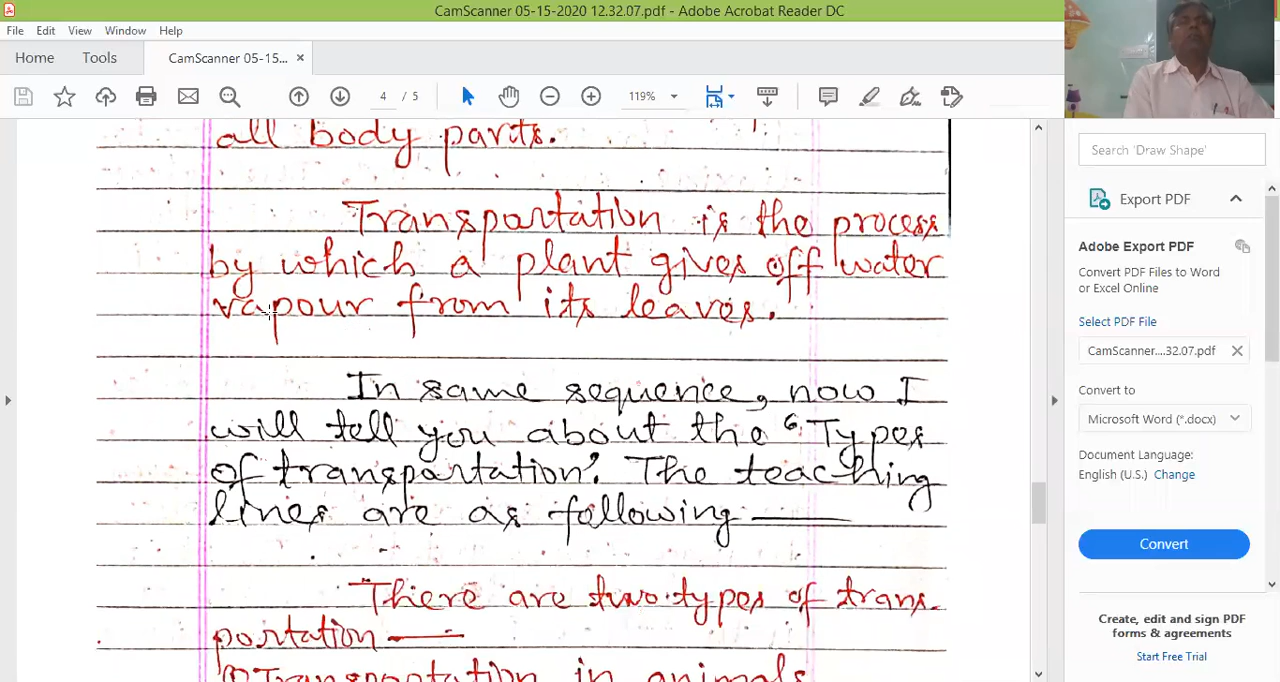 CamScanner 05-15-2020 12.32.07.pdf - Adobe Acrobat Reader DC
File Edit View Window Help
Home Tools CamScanner 05-15... ×
4 / 5 119%
all body parts.
Transportation is the process
by which a plant gives off water
vapour from its leaves.
In same sequence, now I
will tell you about the 'Types
of transportation'. The teaching
lines are as following —
There are two types of trans-
portation —
(1) Transportation in animals
Search 'Draw Shape'
Export PDF
Adobe Export PDF
Convert PDF Files to Word
or Excel Online
Select PDF File
CamScanner....32.07.pdf ×
Convert to
Microsoft Word (*.docx)
Document Language:
English (U.S.) Change
Convert
Create, edit and sign PDF
forms & agreements
Start Free Trial